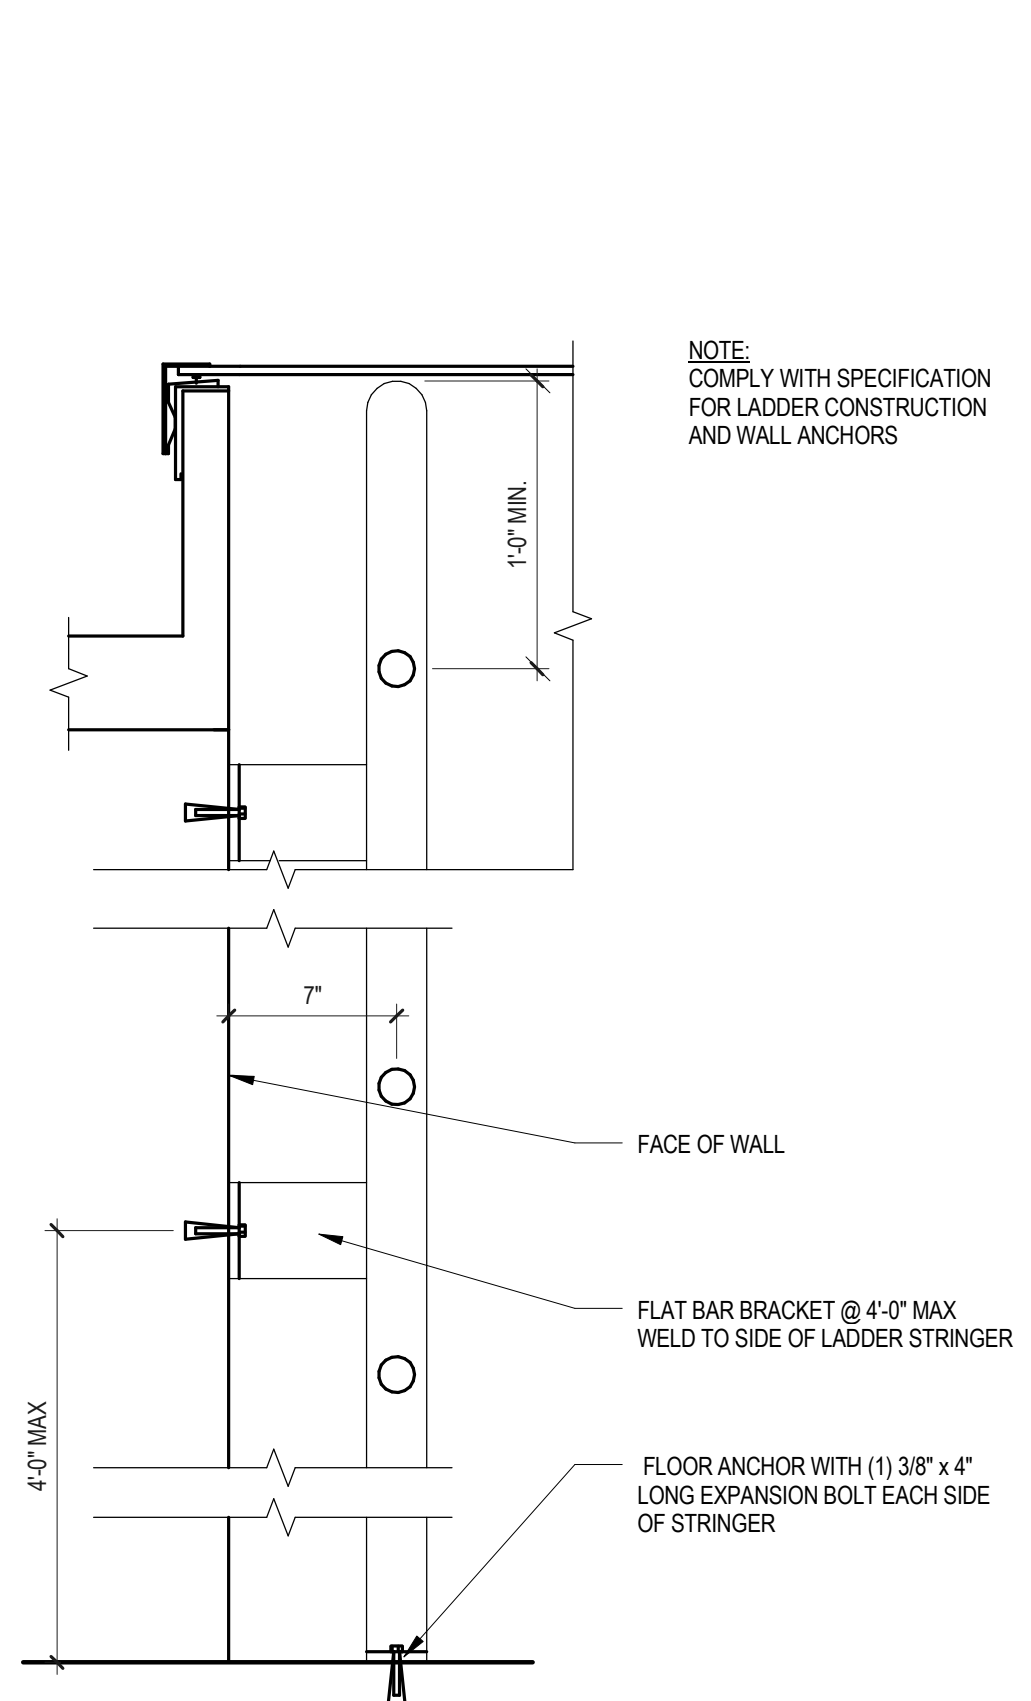 NOTE:
COMPLY WITH SPECIFICATION
FOR LADDER CONSTRUCTION
AND WALL ANCHORS
1'-0" MIN.
7"
FACE OF WALL
FLAT BAR BRACKET @ 4'-0" MAX
WELD TO SIDE OF LADDER STRINGER
4'-0" MAX
FLOOR ANCHOR WITH (1) 3/8" x 4"
LONG EXPANSION BOLT EACH SIDE
OF STRINGER